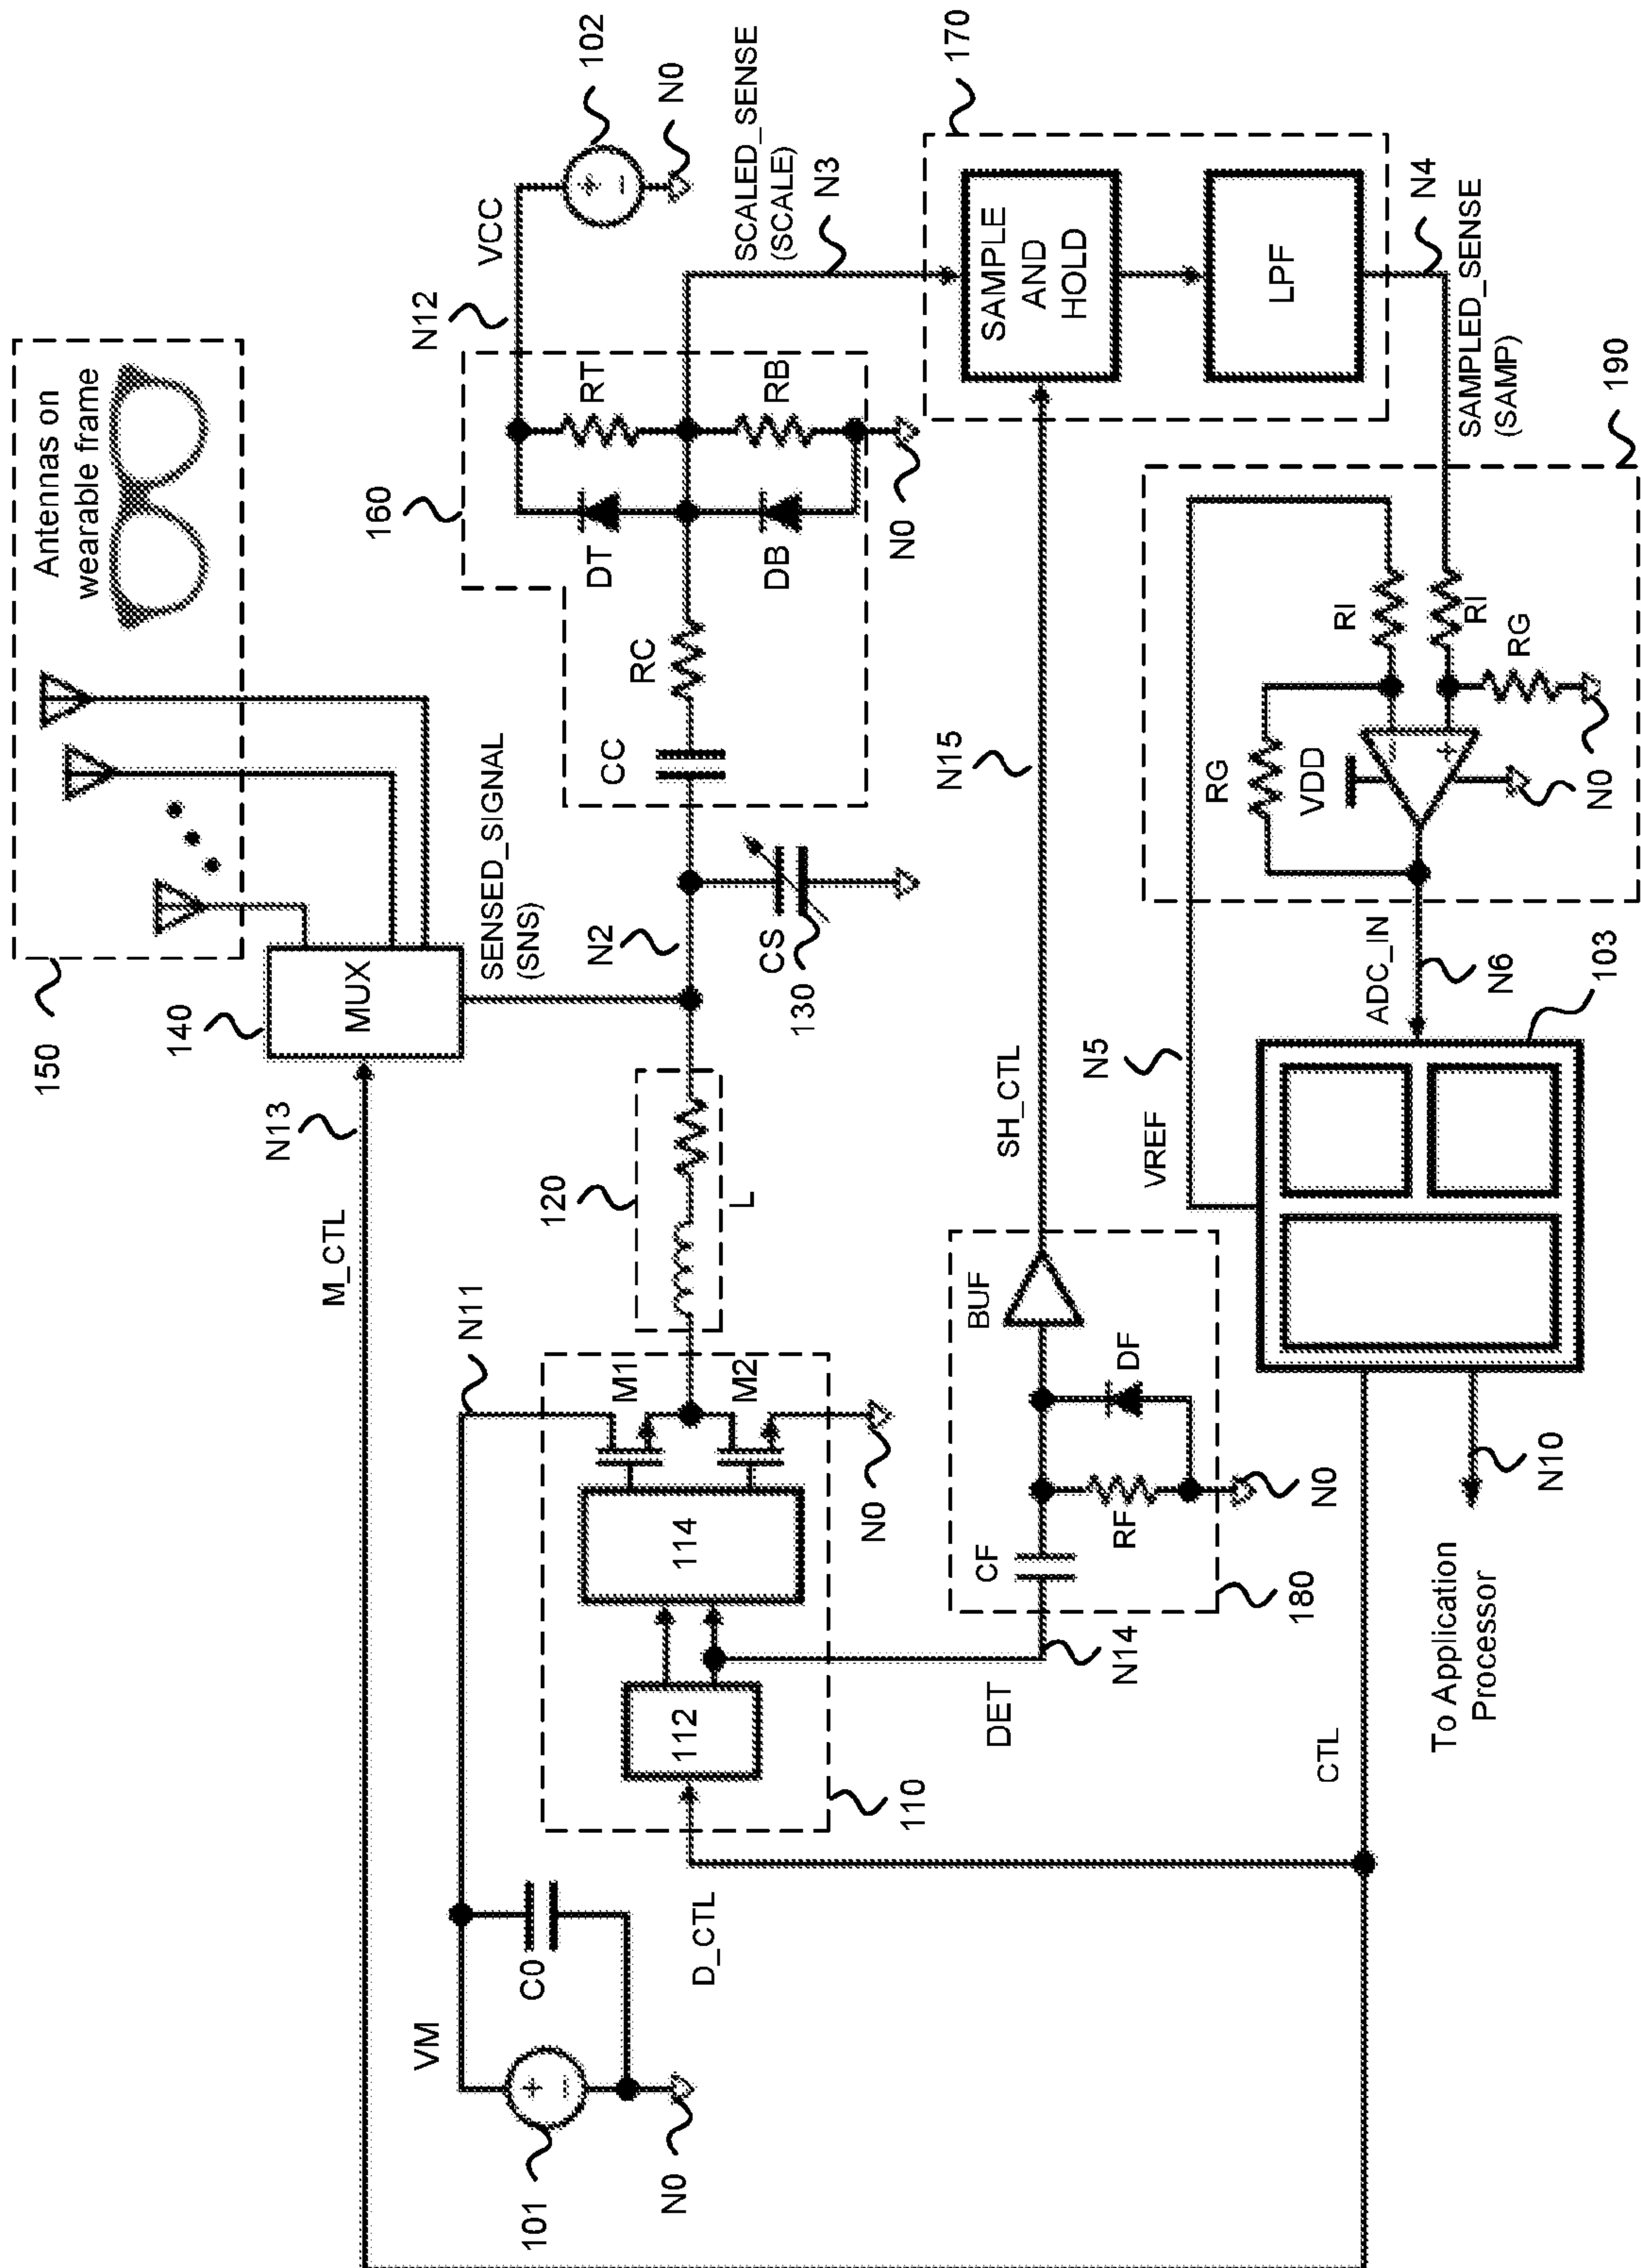 Antennas on
wearable frame
150
140
MUX
SENSED_SIGNAL
(SNS)
N13
M_CTL
VM
101
C0
N0
N11
110
112
114
M1
M2
N0
D_CTL
120
L
N2
CS
130
CC
RC
160
DT
DB
RT
RB
N0
N12
VCC
102
N0
SCALED_SENSE
(SCALE)
N3
170
SAMPLE
AND
HOLD
LPF
N4
SAMPLED_SENSE
(SAMP)
DET
N14
180
CF
RF
DF
BUF
N0
SH_CTL
N15
190
RI
RI
RG
RG
VDD
N0
ADC_IN
N6
N5
VREF
103
CTL
N10
To Application
Processor